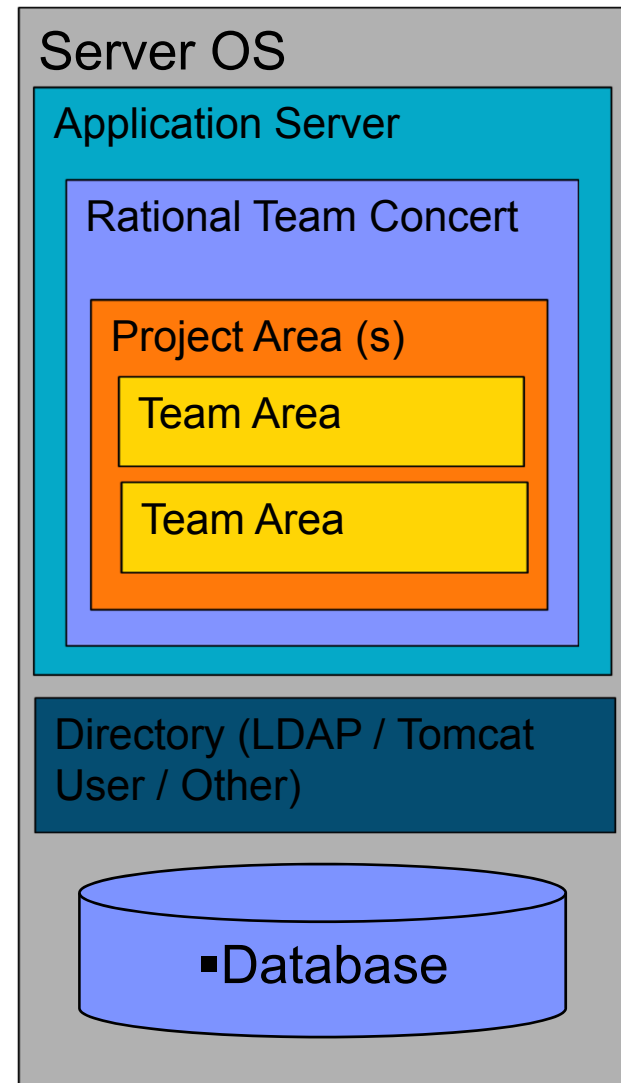 Server OS
Application Server
Rational Team Concert
Project Area (s)
Team Area
Team Area
Directory (LDAP / Tomcat
User / Other)
▪Database